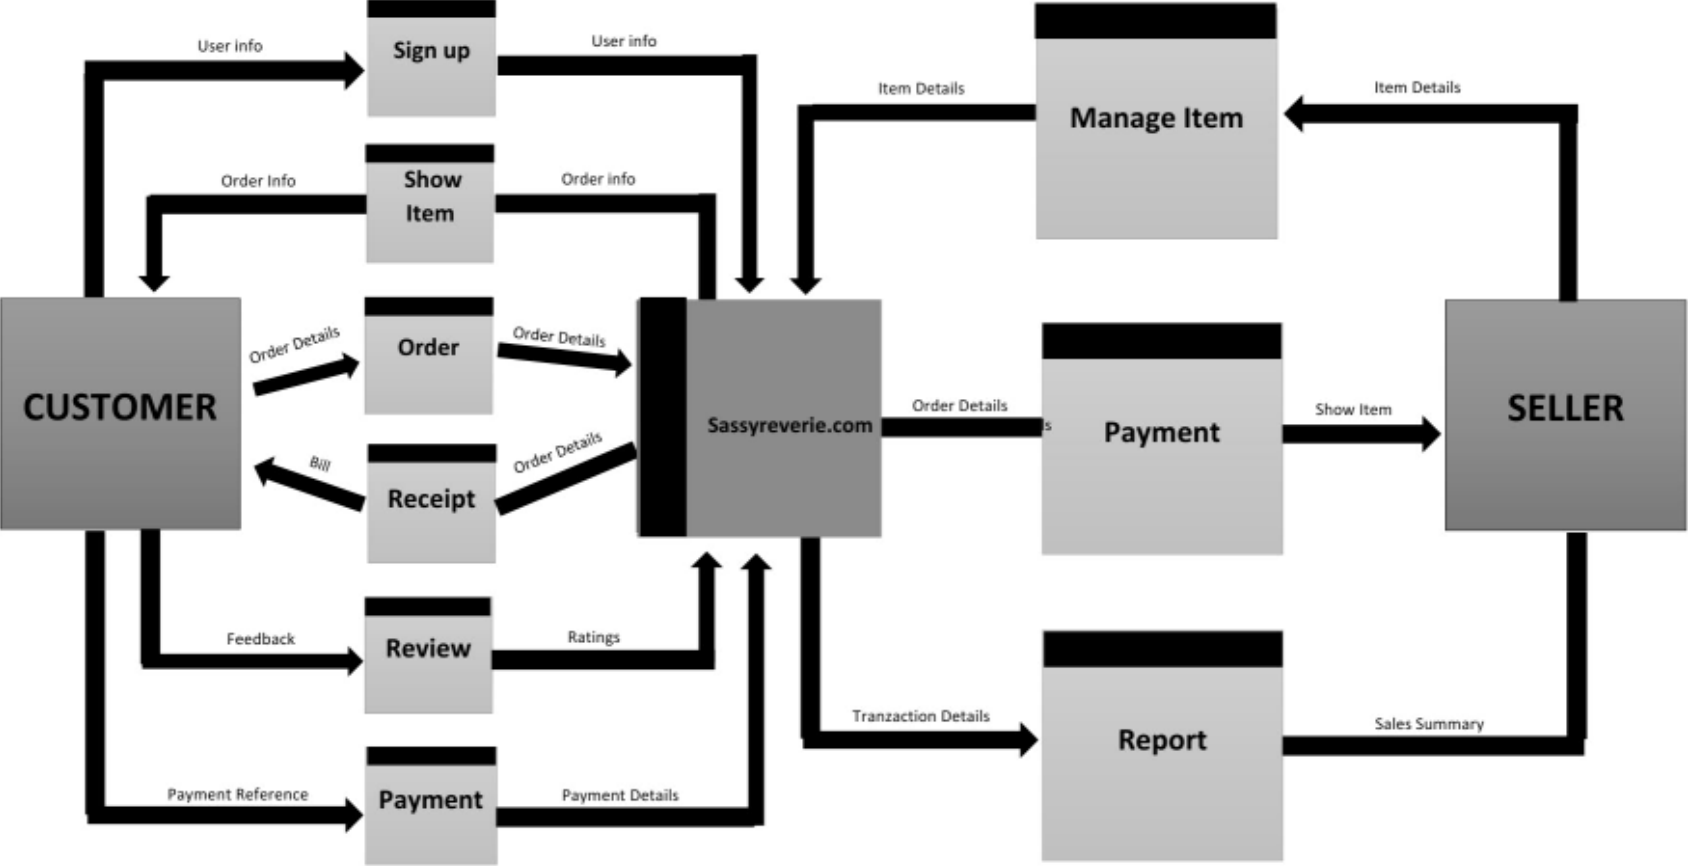 User info
Sign up
User info
Item Details
Manage Item
Item Details
Order Info
Show
Item
Order info
CUSTOMER
Order Details
Order
Order Details
Bill
Receipt
Order Details
Sassyreverie.com
Order Details
s
Payment
Show Item
SELLER
Feedback
Review
Ratings
Tranzaction Details
Report
Sales Summary
Payment Reference
Payment
Payment Details